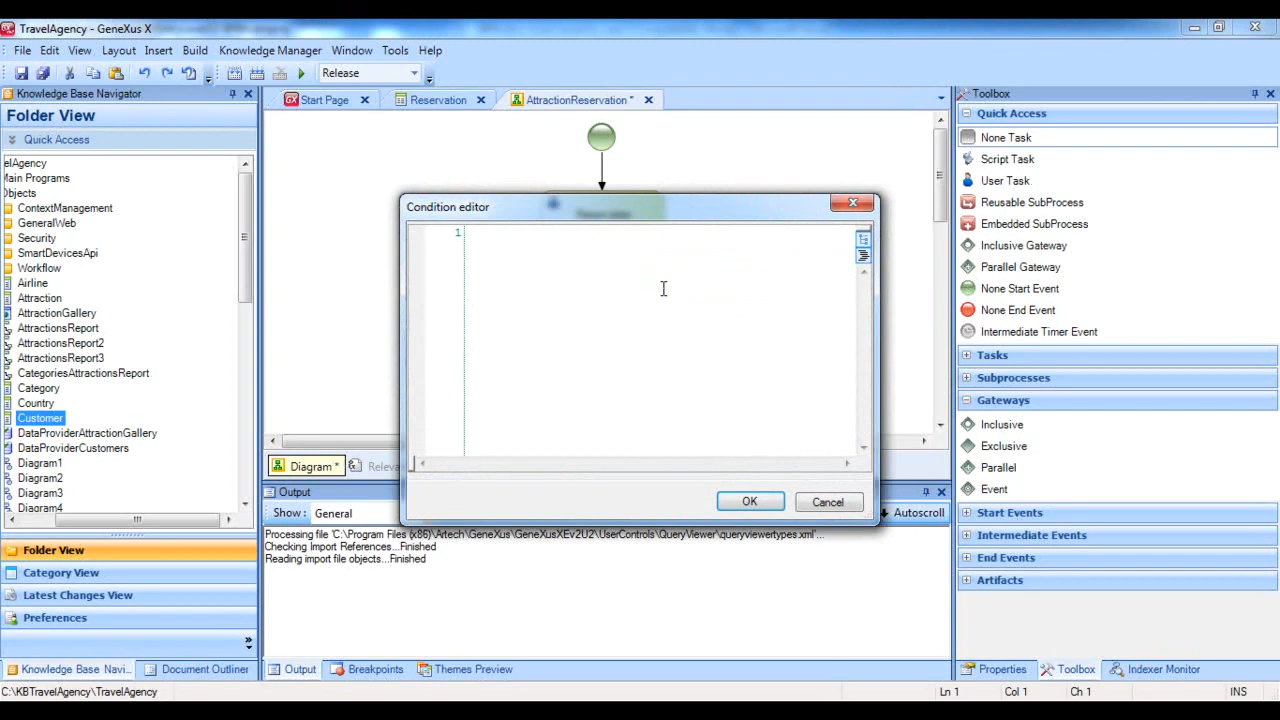 TravelAgency - GeneXus X
File Edit View Layout Insert Build Knowledge Manager Window Tools Help
Release
Knowledge Base Navigator
Folder View
Quick Access
elAgency
Main Programs
Objects
ContextManagement
GeneralWeb
Security
SmartDevicesApi
Workflow
Airline
Attraction
AttractionGallery
AttractionsReport
AttractionsReport2
AttractionsReport3
CategoriesAttractionsReport
Category
Country
Customer
DataProviderAttractionGallery
DataProviderCustomers
Diagram1
Diagram2
Diagram3
Diagram4
Folder View
Category View
Latest Changes View
Preferences
Knowledge Base Navi... Document Outliner
Start Page Reservation AttractionReservation *
Condition editor
1
OK Cancel
Diagram * Releva
Output
Show: General Autoscroll
Processing file 'C:\Program Files (x86)\Artech\GeneXus\GeneXusXEv2U2\UserControls\QueryViewer\queryviewertypes.xml'...
Checking Import References...Finished
Reading import file objects...Finished
Output Breakpoints Themes Preview
Toolbox
Quick Access
None Task
Script Task
User Task
Reusable SubProcess
Embedded SubProcess
Inclusive Gateway
Parallel Gateway
None Start Event
None End Event
Intermediate Timer Event
Tasks
Subprocesses
Gateways
Inclusive
Exclusive
Parallel
Event
Start Events
Intermediate Events
End Events
Artifacts
Properties Toolbox Indexer Monitor
C:\KBTravelAgency\TravelAgency Ln 1 Col 1 Ch 1 INS